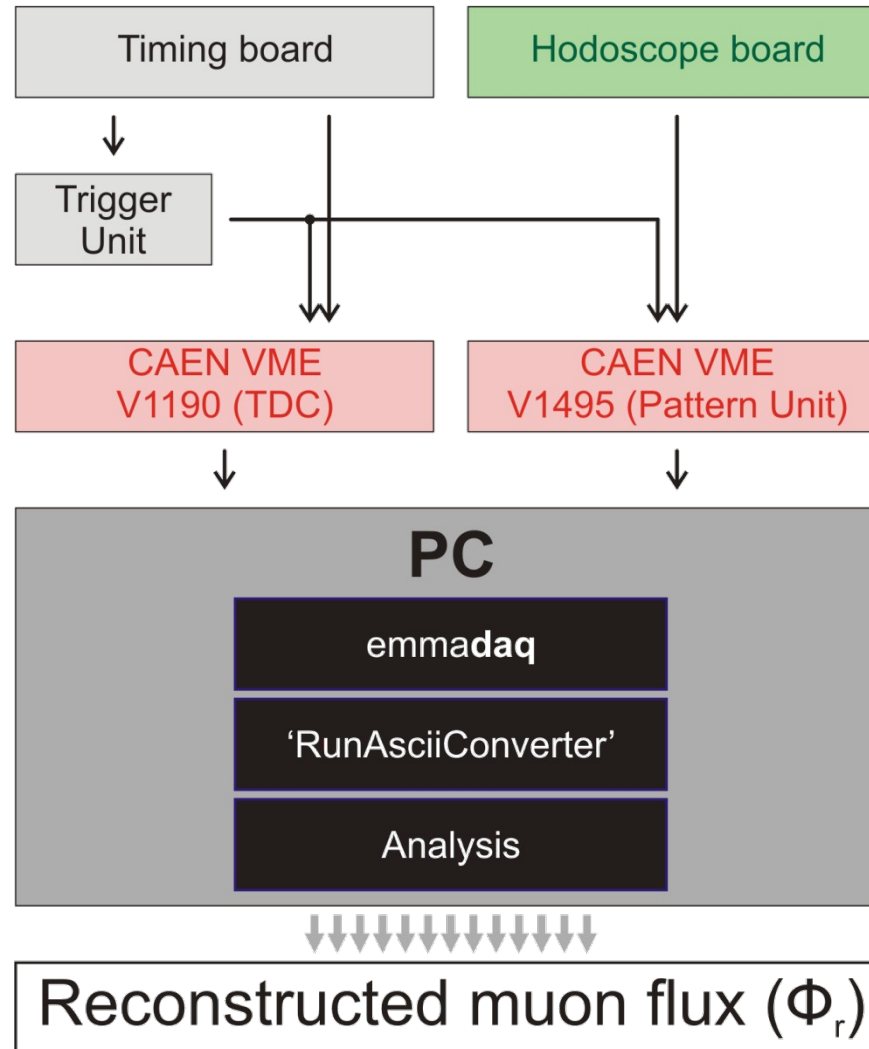 Timing board
Hodoscope board
Trigger
Unit
CAEN VME
V1190 (TDC)
CAEN VME
V1495 (Pattern Unit)
PC
emmadaq
‘RunAsciiConverter’
Analysis
Reconstructed muon flux (Φr)